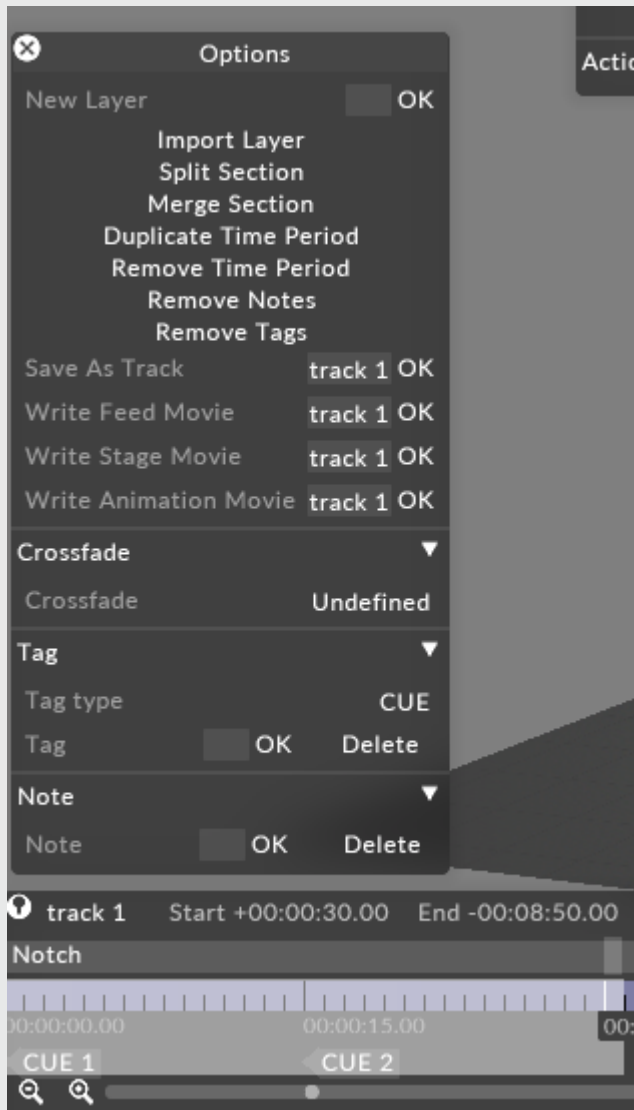 Options
Actio
New Layer OK
Import Layer
Split Section
Merge Section
Duplicate Time Period
Remove Time Period
Remove Notes
Remove Tags
Save As Track track 1 OK
Write Feed Movie track 1 OK
Write Stage Movie track 1 OK
Write Animation Movie track 1 OK
Crossfade
Crossfade Undefined
Tag
Tag type CUE
Tag OK Delete
Note
Note OK Delete
track 1 Start +00:00:30.00 End -00:08:50.00
Notch
00:00:00.00 00:00:15.00 00:
CUE 1 CUE 2